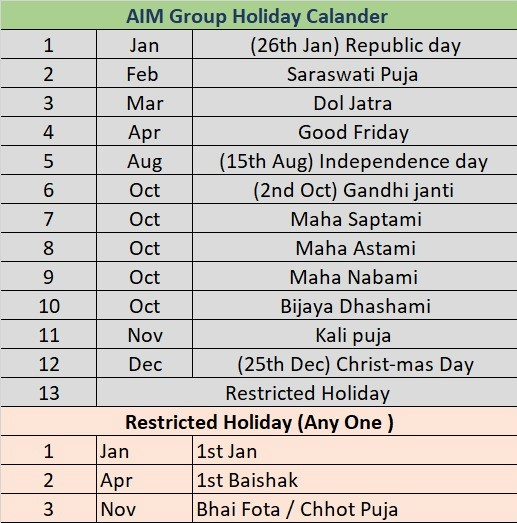 AIM Group Holiday Calander
1 Jan (26th Jan) Republic day
2 Feb Saraswati Puja
3 Mar Dol Jatra
4 Apr Good Friday
5 Aug (15th Aug) Independence day
6 Oct (2nd Oct) Gandhi janti
7 Oct Maha Saptami
8 Oct Maha Astami
9 Oct Maha Nabami
10 Oct Bijaya Dhashami
11 Nov Kali puja
12 Dec (25th Dec) Christ-mas Day
13 Restricted Holiday
Restricted Holiday (Any One )
1 Jan 1st Jan
2 Apr 1st Baishak
3 Nov Bhai Fota / Chhot Puja